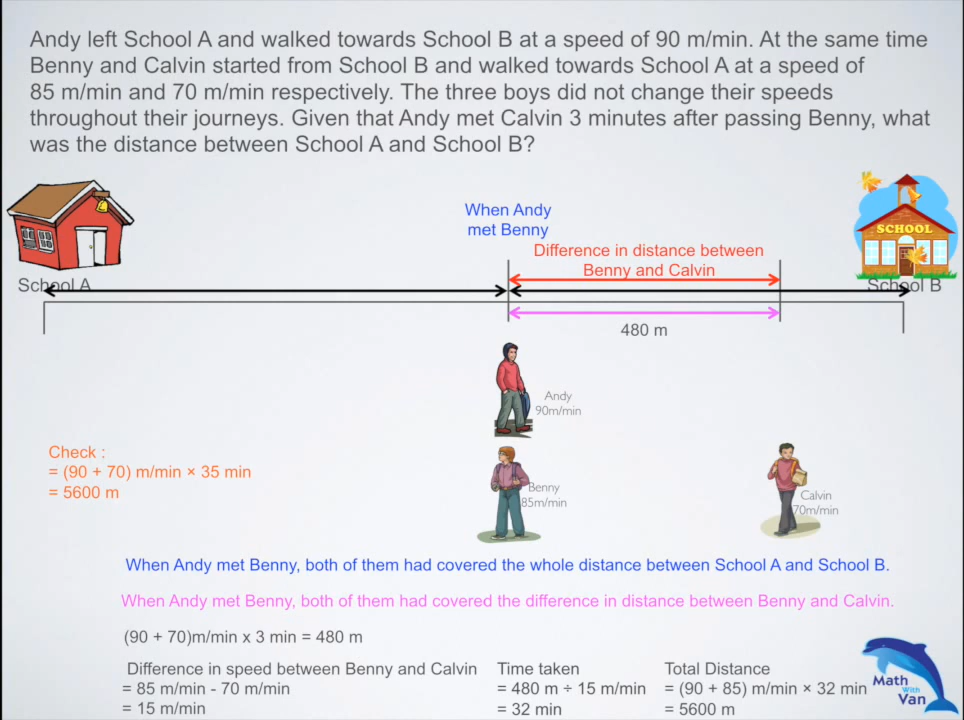 Andy left School A and walked towards School B at a speed of 90 m/min. At the same time
Benny and Calvin started from School B and walked towards School A at a speed of
85 m/min and 70 m/min respectively. The three boys did not change their speeds
throughout their journeys. Given that Andy met Calvin 3 minutes after passing Benny, what
was the distance between School A and School B?
When Andy
met Benny
Difference in distance between
Benny and Calvin
SCHOOL
School A
School B
480 m
Andy
90m/min
Check :
= (90 + 70) m/min × 35 min
= 5600 m
Benny
85m/min
Calvin
70m/min
When Andy met Benny, both of them had covered the whole distance between School A and School B.
When Andy met Benny, both of them had covered the difference in distance between Benny and Calvin.
(90 + 70)m/min x 3 min = 480 m
Difference in speed between Benny and Calvin
= 85 m/min - 70 m/min
= 15 m/min
Time taken
= 480 m ÷ 15 m/min
= 32 min
Total Distance
= (90 + 85) m/min × 32 min
= 5600 m
Math
With
Van